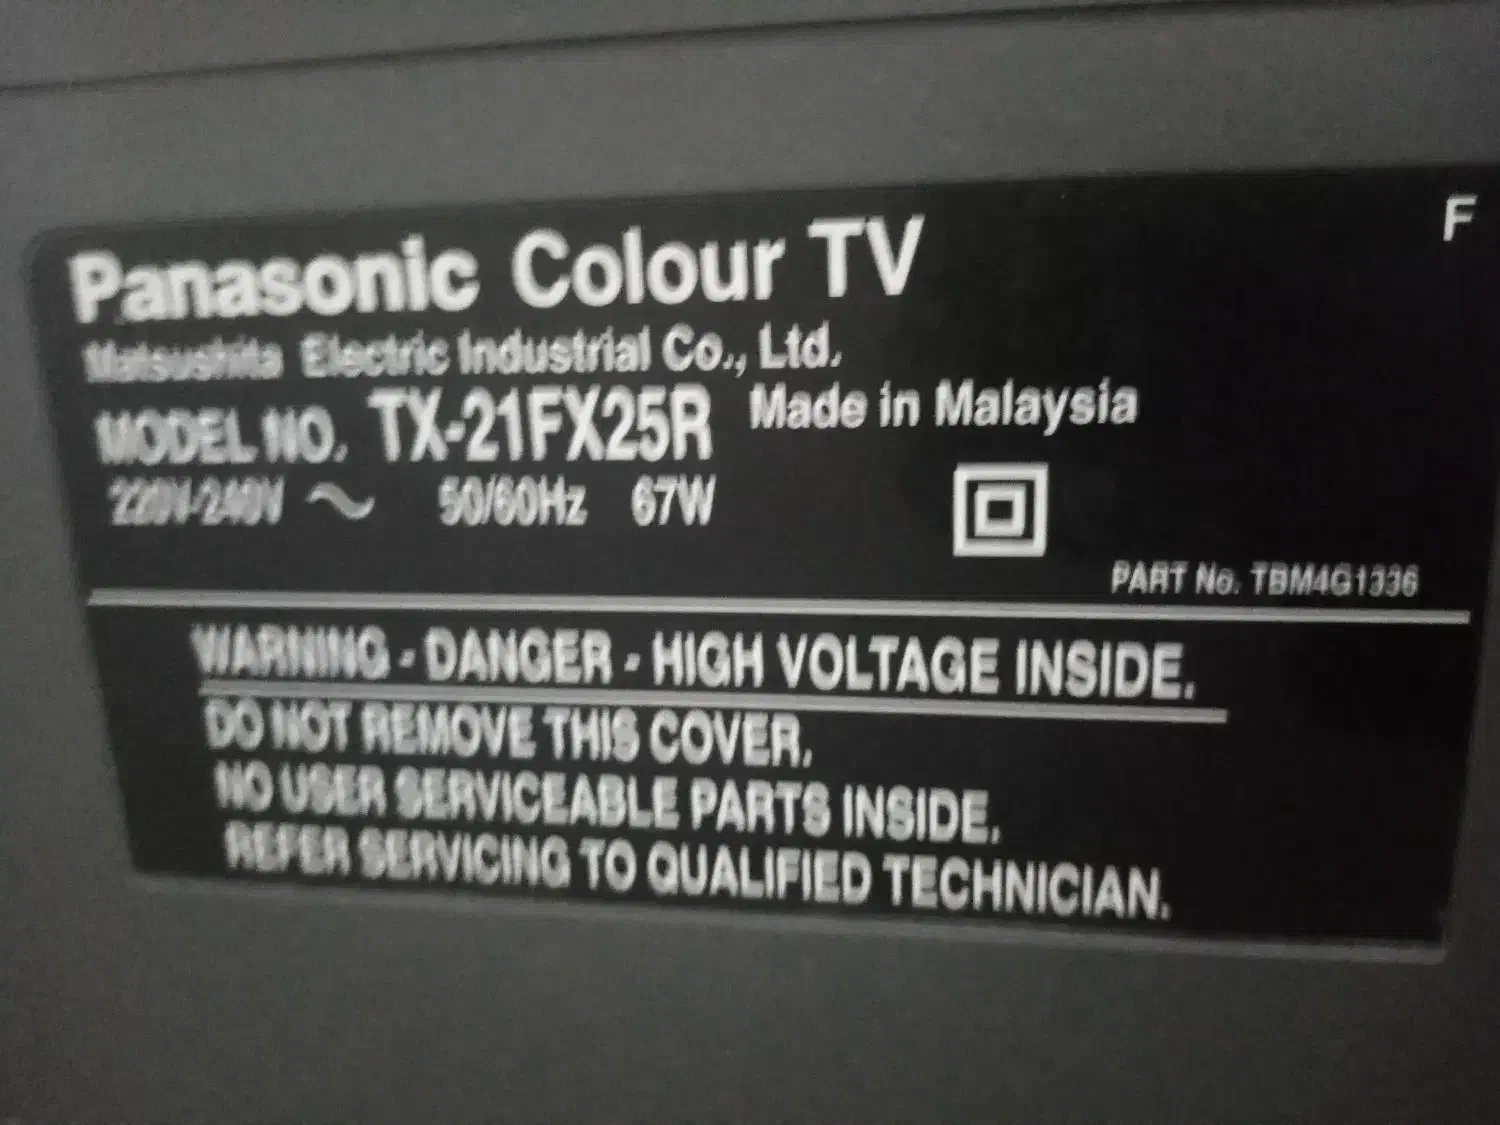 F
Panasonic Colour TV
Matsushita Electric Industrial Co., Ltd.
MODEL NO. TX-21FX25R Made in Malaysia
220V-240V ~ 50/60Hz 67W
PART No. TBM4G1336
WARNING - DANGER - HIGH VOLTAGE INSIDE.
DO NOT REMOVE THIS COVER.
NO USER SERVICEABLE PARTS INSIDE.
REFER SERVICING TO QUALIFIED TECHNICIAN.